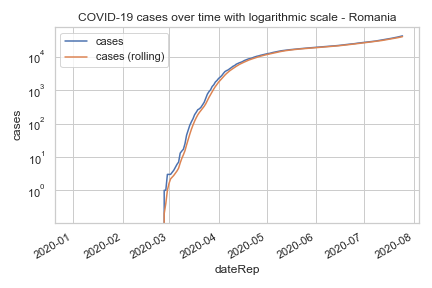 COVID-19 cases over time with logarithmic scale - Romania
cases
cases (rolling)
10⁴
10³
10²
10¹
10⁰
cases
2020-01
2020-02
2020-03
2020-04
2020-05
2020-06
2020-07
2020-08
dateRep